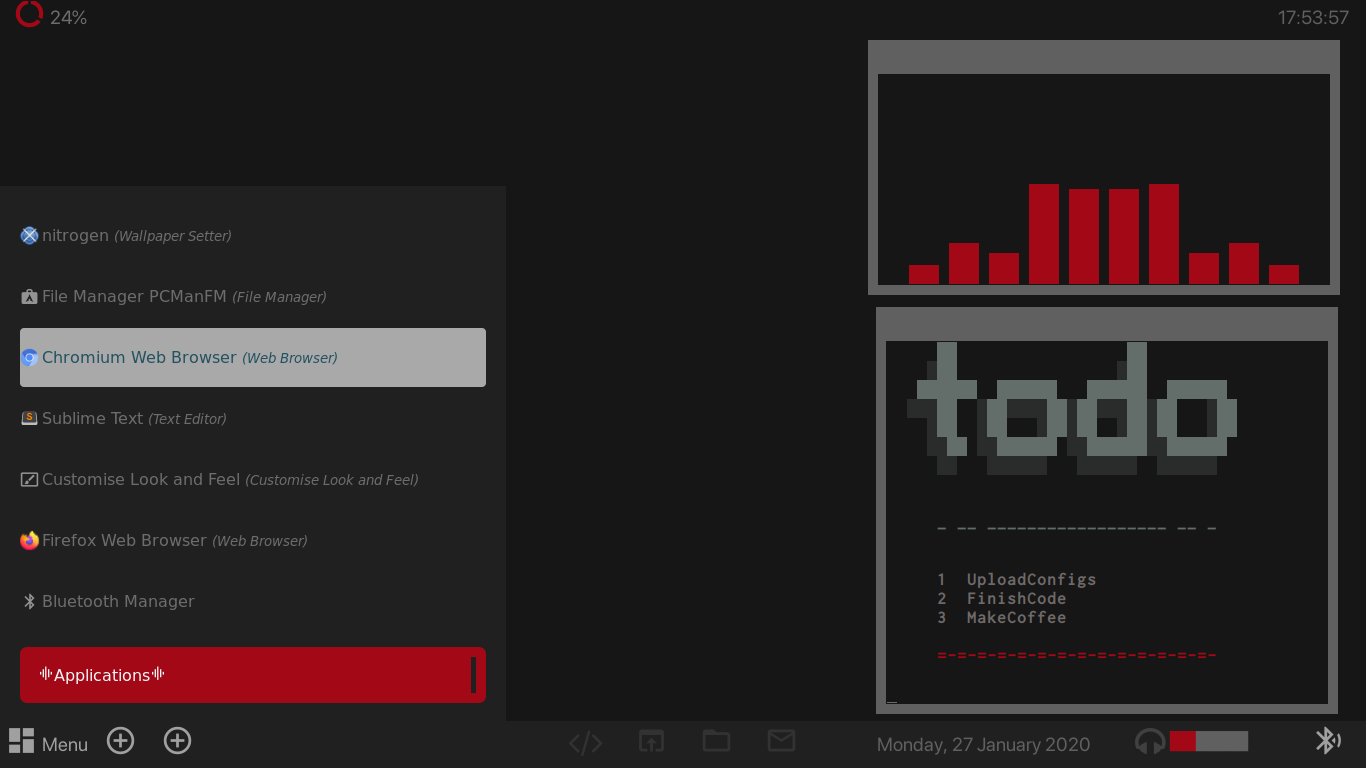 24%
17:53:57
nitrogen (Wallpaper Setter)
File Manager PCManFM (File Manager)
Chromium Web Browser (Web Browser)
Sublime Text (Text Editor)
Customise Look and Feel (Customise Look and Feel)
Firefox Web Browser (Web Browser)
Bluetooth Manager
Applications
todo
- -- ------------------ -- -
1 UploadConfigs
2 FinishCode
3 MakeCoffee
=-=-=-=-=-=-=-=-=-=-=-=-=-=-
_
Menu
Monday, 27 January 2020